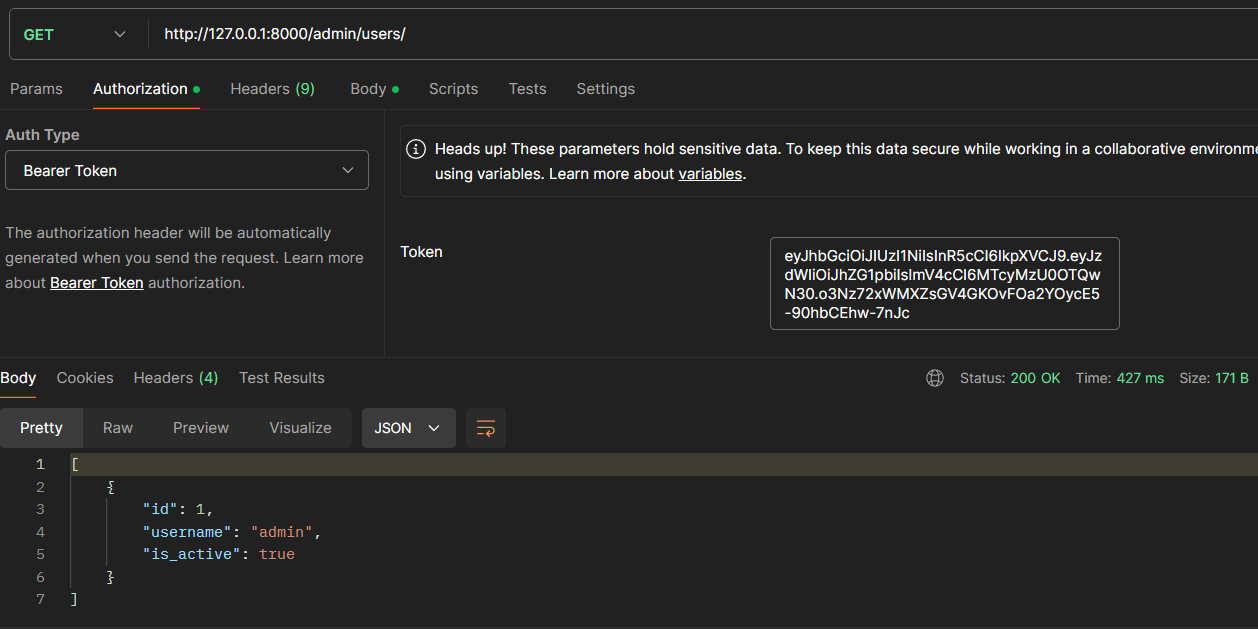 GET
http://127.0.0.1:8000/admin/users/
Params Authorization Headers (9) Body Scripts Tests Settings
Auth Type
Bearer Token
The authorization header will be automatically
generated when you send the request. Learn more
about Bearer Token authorization.
Heads up! These parameters hold sensitive data. To keep this data secure while working in a collaborative environme
using variables. Learn more about variables.
Token
eyJhbGciOiJIUzI1NiIsInR5cCI6IkpXVCJ9.eyJz
dWIiOiJhZG1pbiIsImV4cCI6MTcyMzU0OTQw
N30.o3Nz72xWMXZsGV4GKOvFOa2YOycE5
-90hbCEhw-7nJc
Body Cookies Headers (4) Test Results
Status: 200 OK Time: 427 ms Size: 171 B
Pretty Raw Preview Visualize JSON
1 [
2 {
3 "id": 1,
4 "username": "admin",
5 "is_active": true
6 }
7 ]